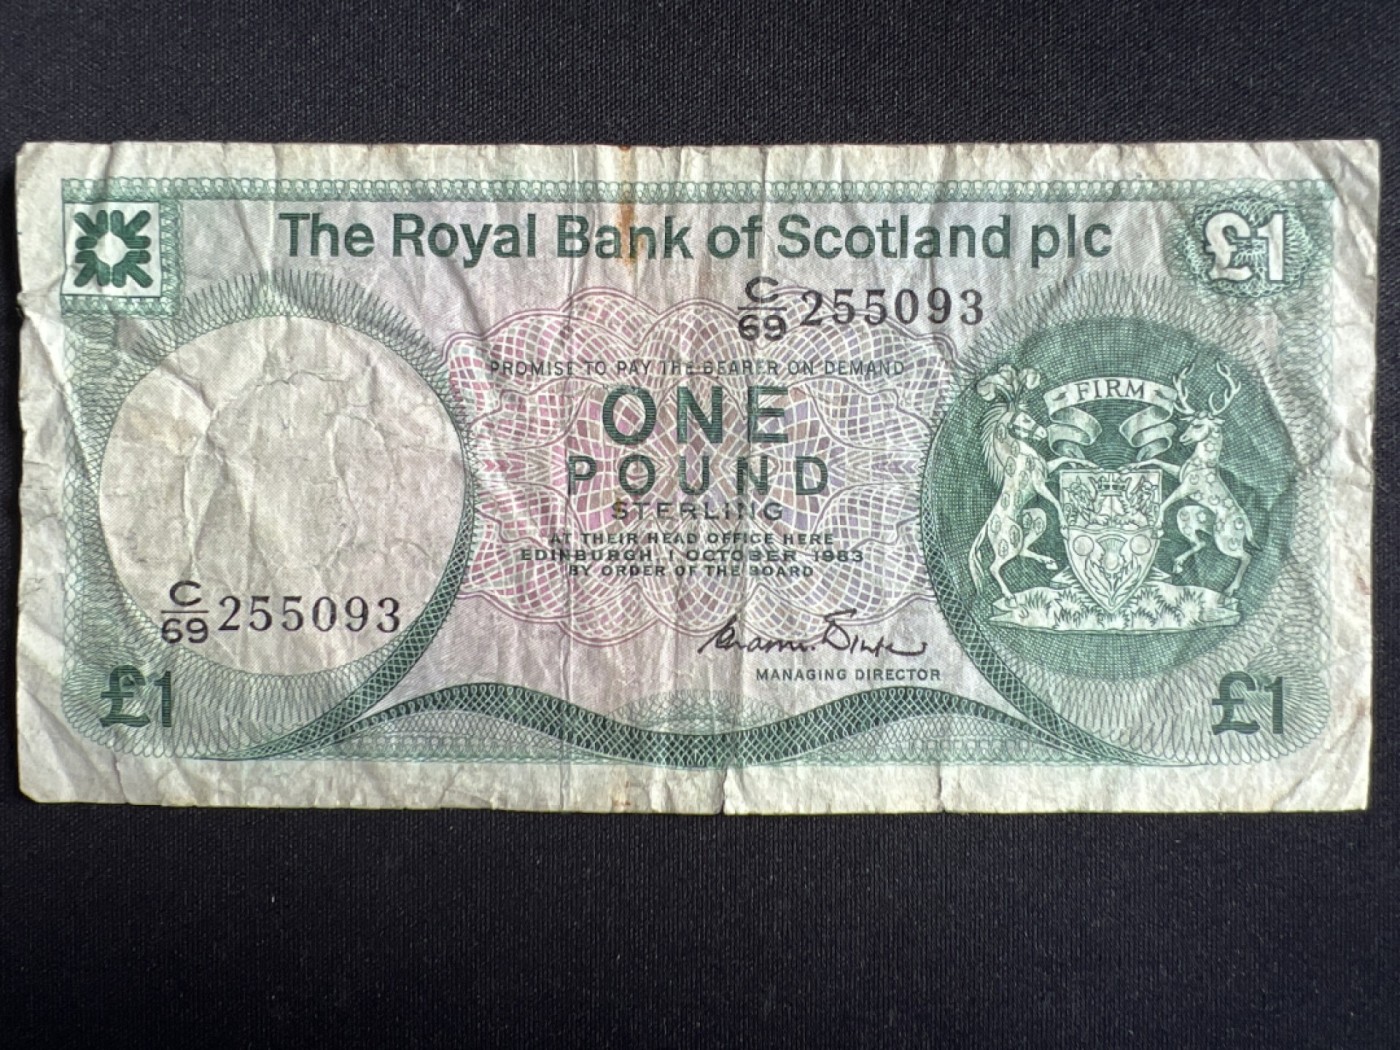 The Royal Bank of Scotland plc
£1
C/69 255093
PROMISE TO PAY THE BEARER ON DEMAND
ONE
POUND
STERLING
AT THEIR HEAD OFFICE HERE
EDINBURGH, 1 OCTOBER 1983
BY ORDER OF THE BOARD
FIRM
C/69 255093
MANAGING DIRECTOR
£1
£1